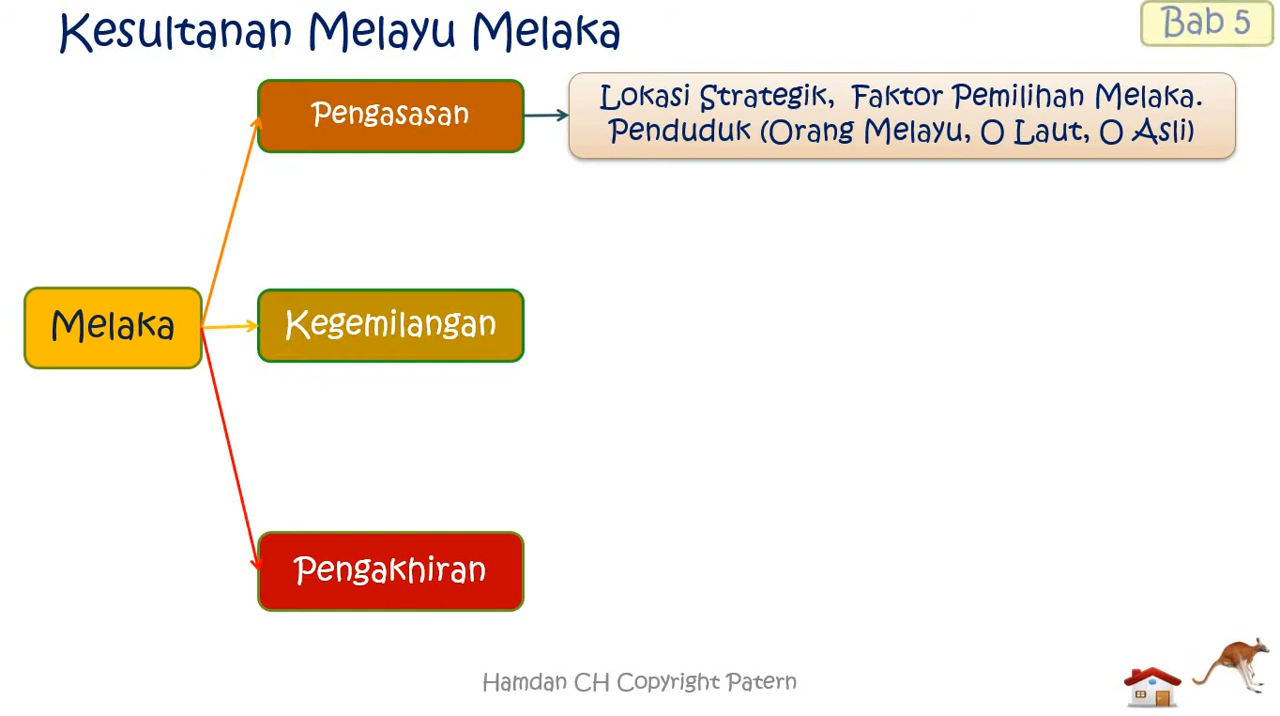 Kesultanan Melayu Melaka
Bab 5
Pengasasan
Lokasi Strategik, Faktor Pemilihan Melaka.
Penduduk (Orang Melayu, O Laut, O Asli)
Melaka
Kegemilangan
Pengakhiran
Hamdan CH Copyright Patern